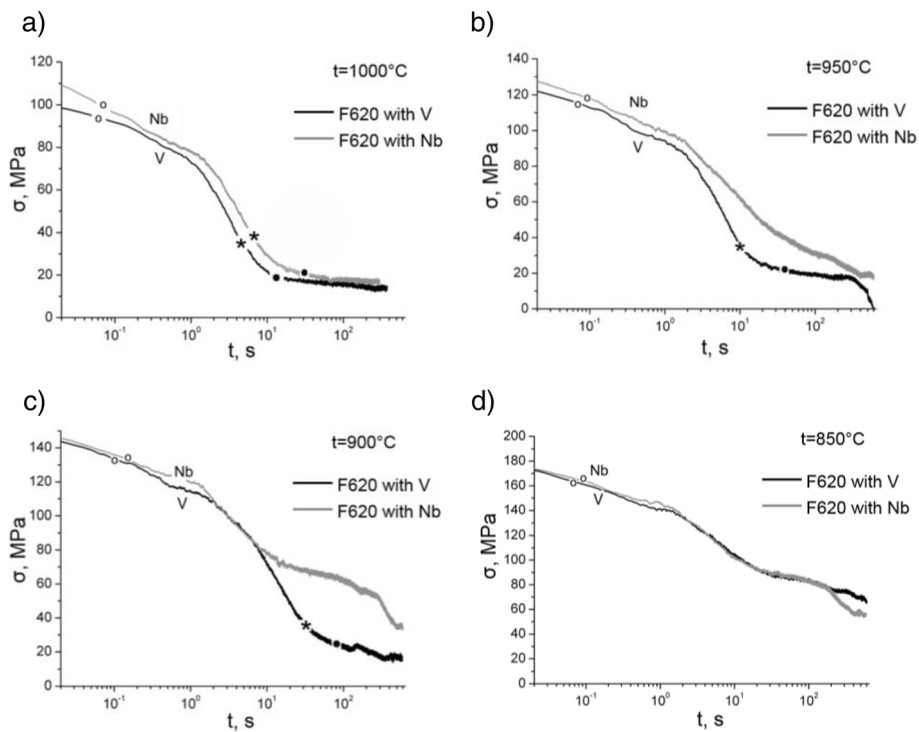 a)
t=1000°C
F620 with V
F620 with Nb
Nb
V
σ, MPa
120
100
80
60
40
20
0
10⁻¹ 10⁰ 10¹ 10²
t, s
b)
t=950°C
F620 with V
F620 with Nb
Nb
V
σ, MPa
140
120
100
80
60
40
20
0
10⁻¹ 10⁰ 10¹ 10²
t, s
c)
t=900°C
F620 with V
F620 with Nb
Nb
V
σ, MPa
140
120
100
80
60
40
20
0
10⁻¹ 10⁰ 10¹ 10²
t, s
d)
t=850°C
F620 with V
F620 with Nb
Nb
V
σ, MPa
200
180
160
140
120
100
80
60
40
20
0
10⁻¹ 10⁰ 10¹ 10²
t, s